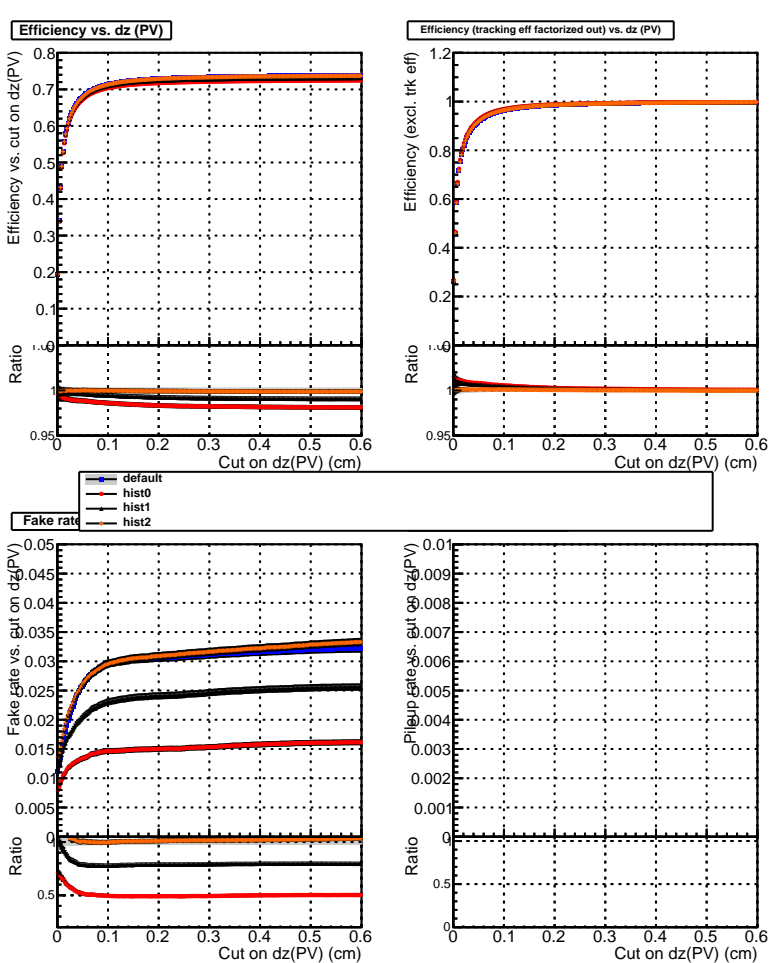 Efficiency vs. dz (PV)
Efficiency vs. cut on dz(PV)
0.8
0.7
0.6
0.5
0.4
0.3
0.2
0.1
0
Ratio
1
0.95
0 0.1 0.2 0.3 0.4 0.5 0.6
Cut on dz(PV) (cm)
Efficiency (tracking eff factorized out) vs. dz (PV)
Efficiency (excl. trk eff)
1.2
1
0.8
0.6
0.4
0.2
0
Ratio
1
0.95
0 0.1 0.2 0.3 0.4 0.5 0.6
Cut on dz(PV) (cm)
default
hist0
hist1
hist2
Fake rate
Fake rate vs. cut on dz(PV)
0.05
0.045
0.04
0.035
0.03
0.025
0.02
0.015
0.01
0.005
0
Ratio
1
0.5
0 0.1 0.2 0.3 0.4 0.5 0.6
Cut on dz(PV) (cm)
Pileup rate vs. cut on dz(PV)
0.01
0.009
0.008
0.007
0.006
0.005
0.004
0.003
0.002
0.001
0
Ratio
1
0.5
0
0 0.1 0.2 0.3 0.4 0.5 0.6
Cut on dz(PV) (cm)